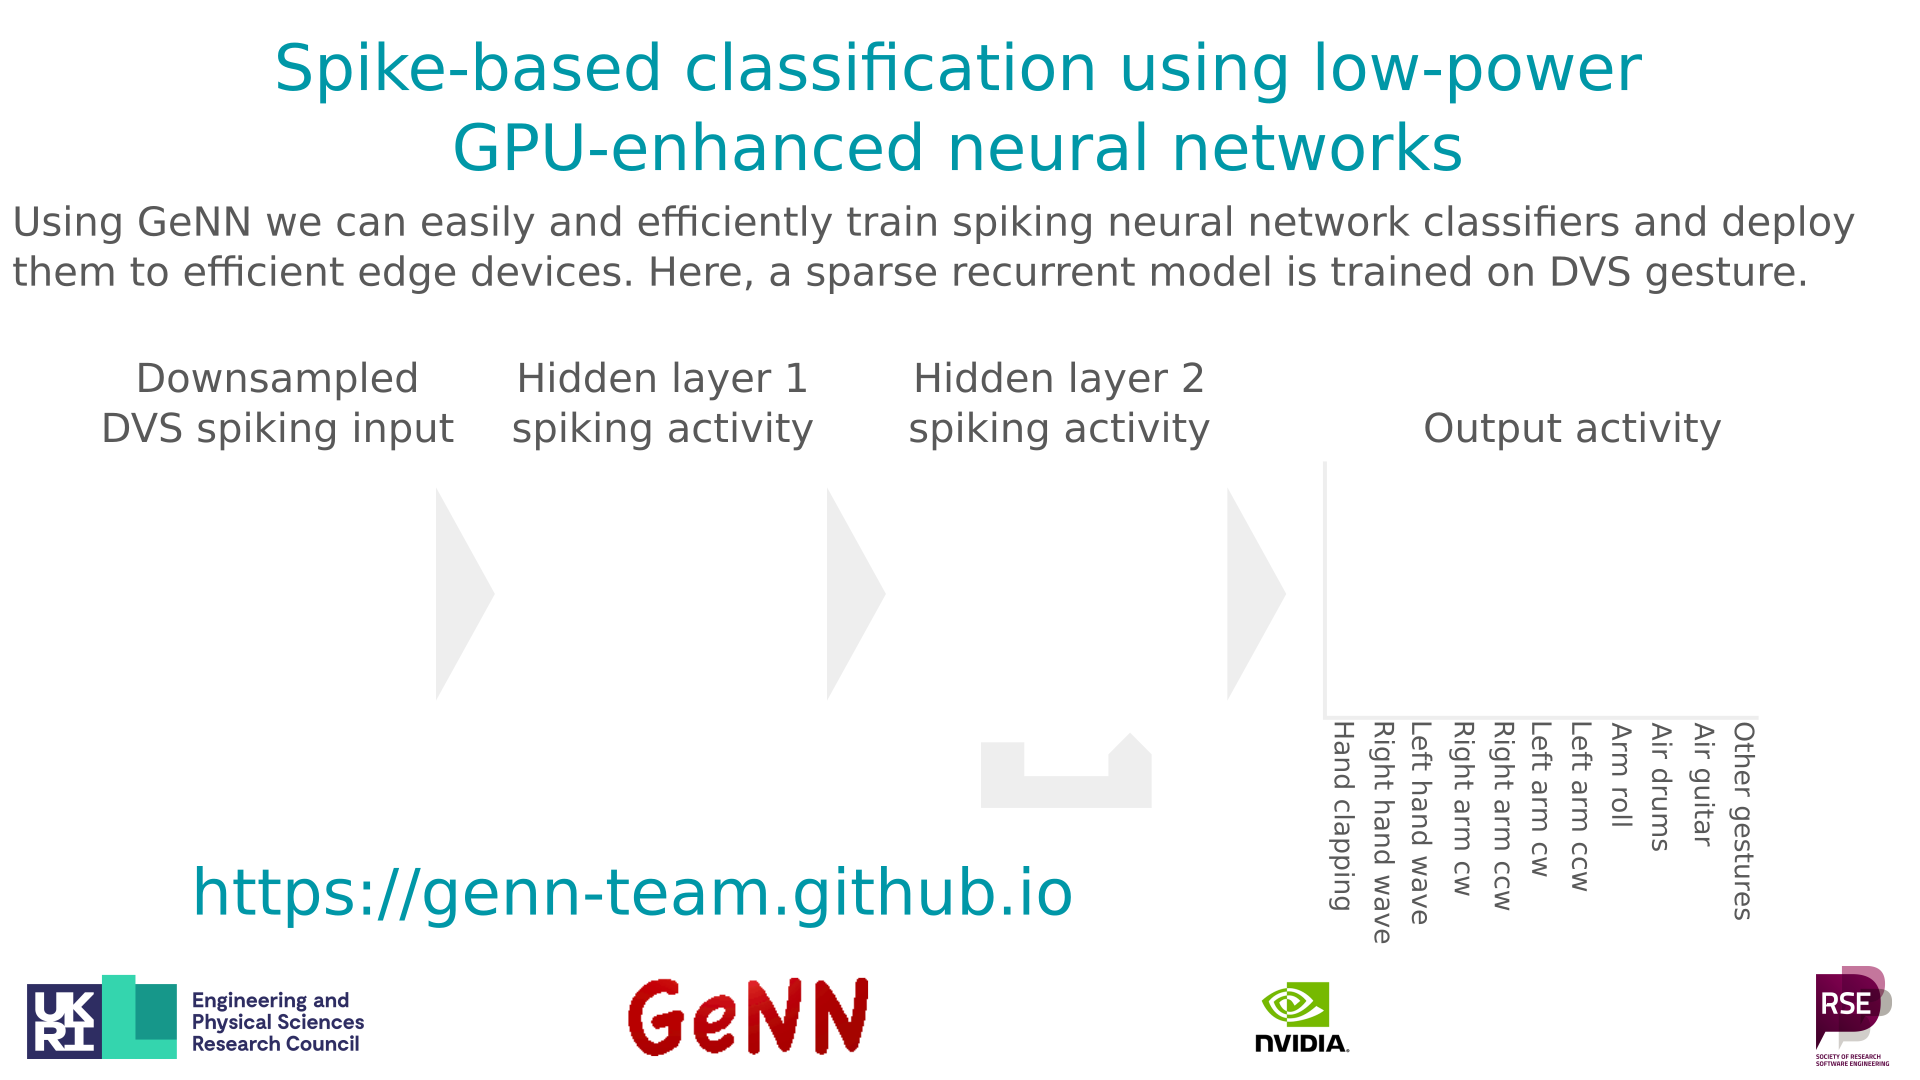 Spike-based classification using low-power
GPU-enhanced neural networks
Using GeNN we can easily and efficiently train spiking neural network classifiers and deploy
them to efficient edge devices. Here, a sparse recurrent model is trained on DVS gesture.
Downsampled
DVS spiking input
Hidden layer 1
spiking activity
Hidden layer 2
spiking activity
Output activity
Hand clapping
Right hand wave
Left hand wave
Right arm cw
Right arm ccw
Left arm cw
Left arm ccw
Arm roll
Air drums
Air guitar
Other gestures
https://genn-team.github.io
UK
RI
Engineering and
Physical Sciences
Research Council
GeNN
NVIDIA.
RSE
SOCIETY OF RESEARCH
SOFTWARE ENGINEERING